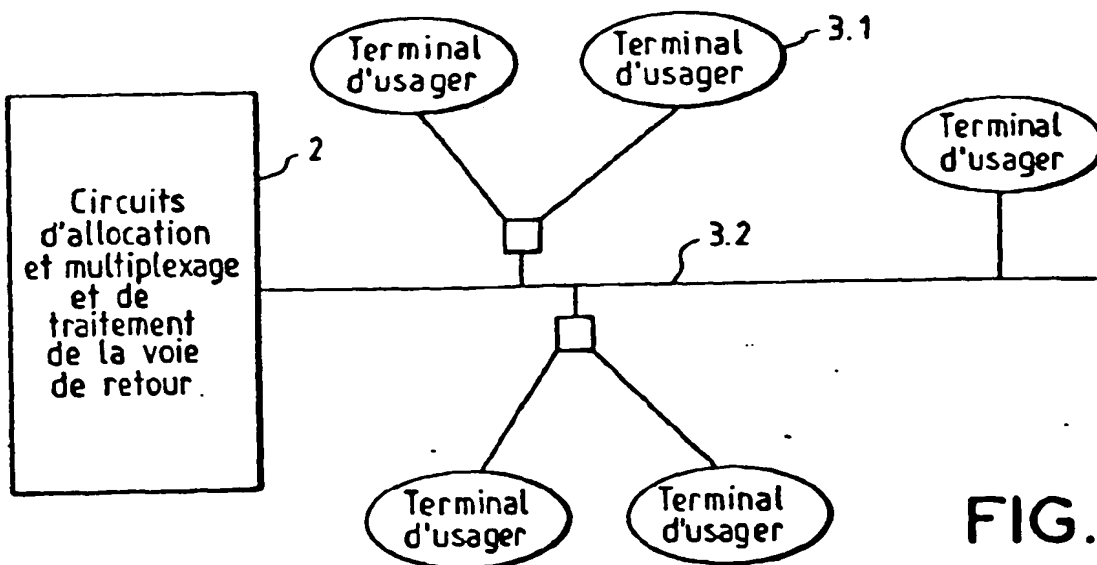 Terminal
d'usager
Terminal
d'usager
3.1
Terminal
d'usager
2
Circuits
d'allocation
et multiplexage
et de
traitement
de la voie
de retour.
3.2
Terminal
d'usager
Terminal
d'usager
FIG.